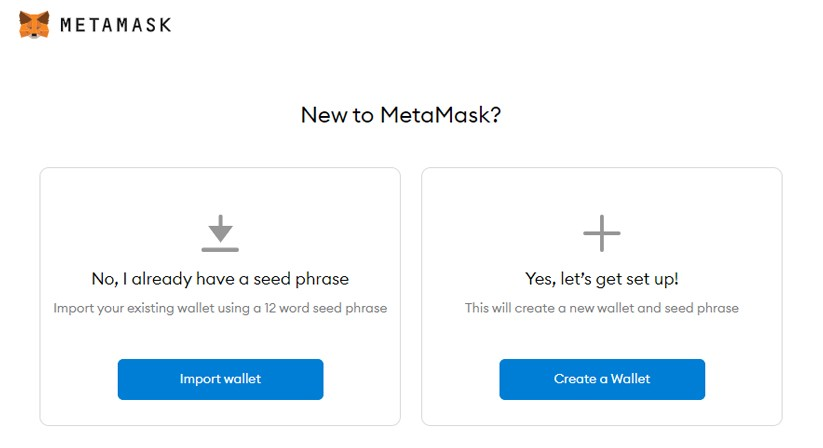 METAMASK
New to MetaMask?
No, I already have a seed phrase
Import your existing wallet using a 12 word seed phrase
Import wallet
Yes, let’s get set up!
This will create a new wallet and seed phrase
Create a Wallet